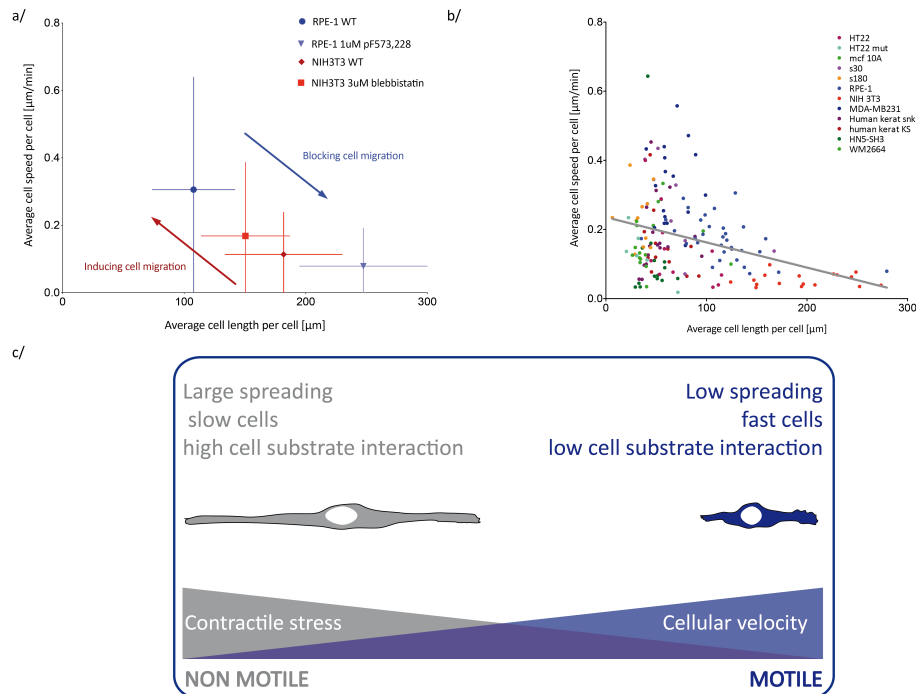 a/
Average cell speed per cell [µm/min]
0.8
0.6
0.4
0.2
0.0
0
100
200
300
Average cell length per cell [µm]
RPE-1 WT
RPE-1 1uM pF573,228
NIH3T3 WT
NIH3T3 3uM blebbistatin
Blocking cell migration
Inducing cell migration
b/
Average cell speed per cell [µm/min]
0.8
0.6
0.4
0.2
0.0
0
100
200
300
Average cell length per cell [µm]
HT22
HT22 mut
mcf 10A
s30
s180
RPE-1
NIH 3T3
MDA-MB231
Human kerat snk
human kerat KS
HN5-SH3
WM2664
c/
Large spreading
slow cells
high cell substrate interaction
Low spreading
fast cells
low cell substrate interaction
Contractile stress
Cellular velocity
NON MOTILE
MOTILE